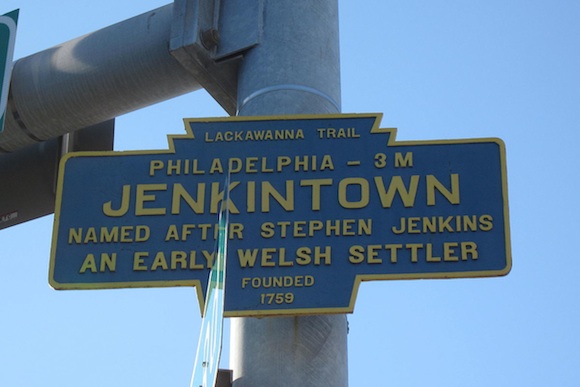 LACKAWANNA TRAIL
PHILADELPHIA - 3 M
JENKINTOWN
NAMED AFTER STEPHEN JENKINS
AN EARLY WELSH SETTLER
FOUNDED
1759